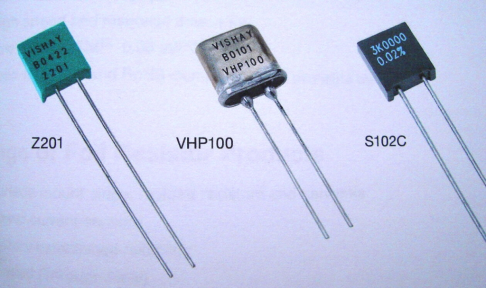 VISHAY
B0422
Z201
Z201
VISHAY
B0101
VHP100
VHP100
3K0000
0.02%
S102C